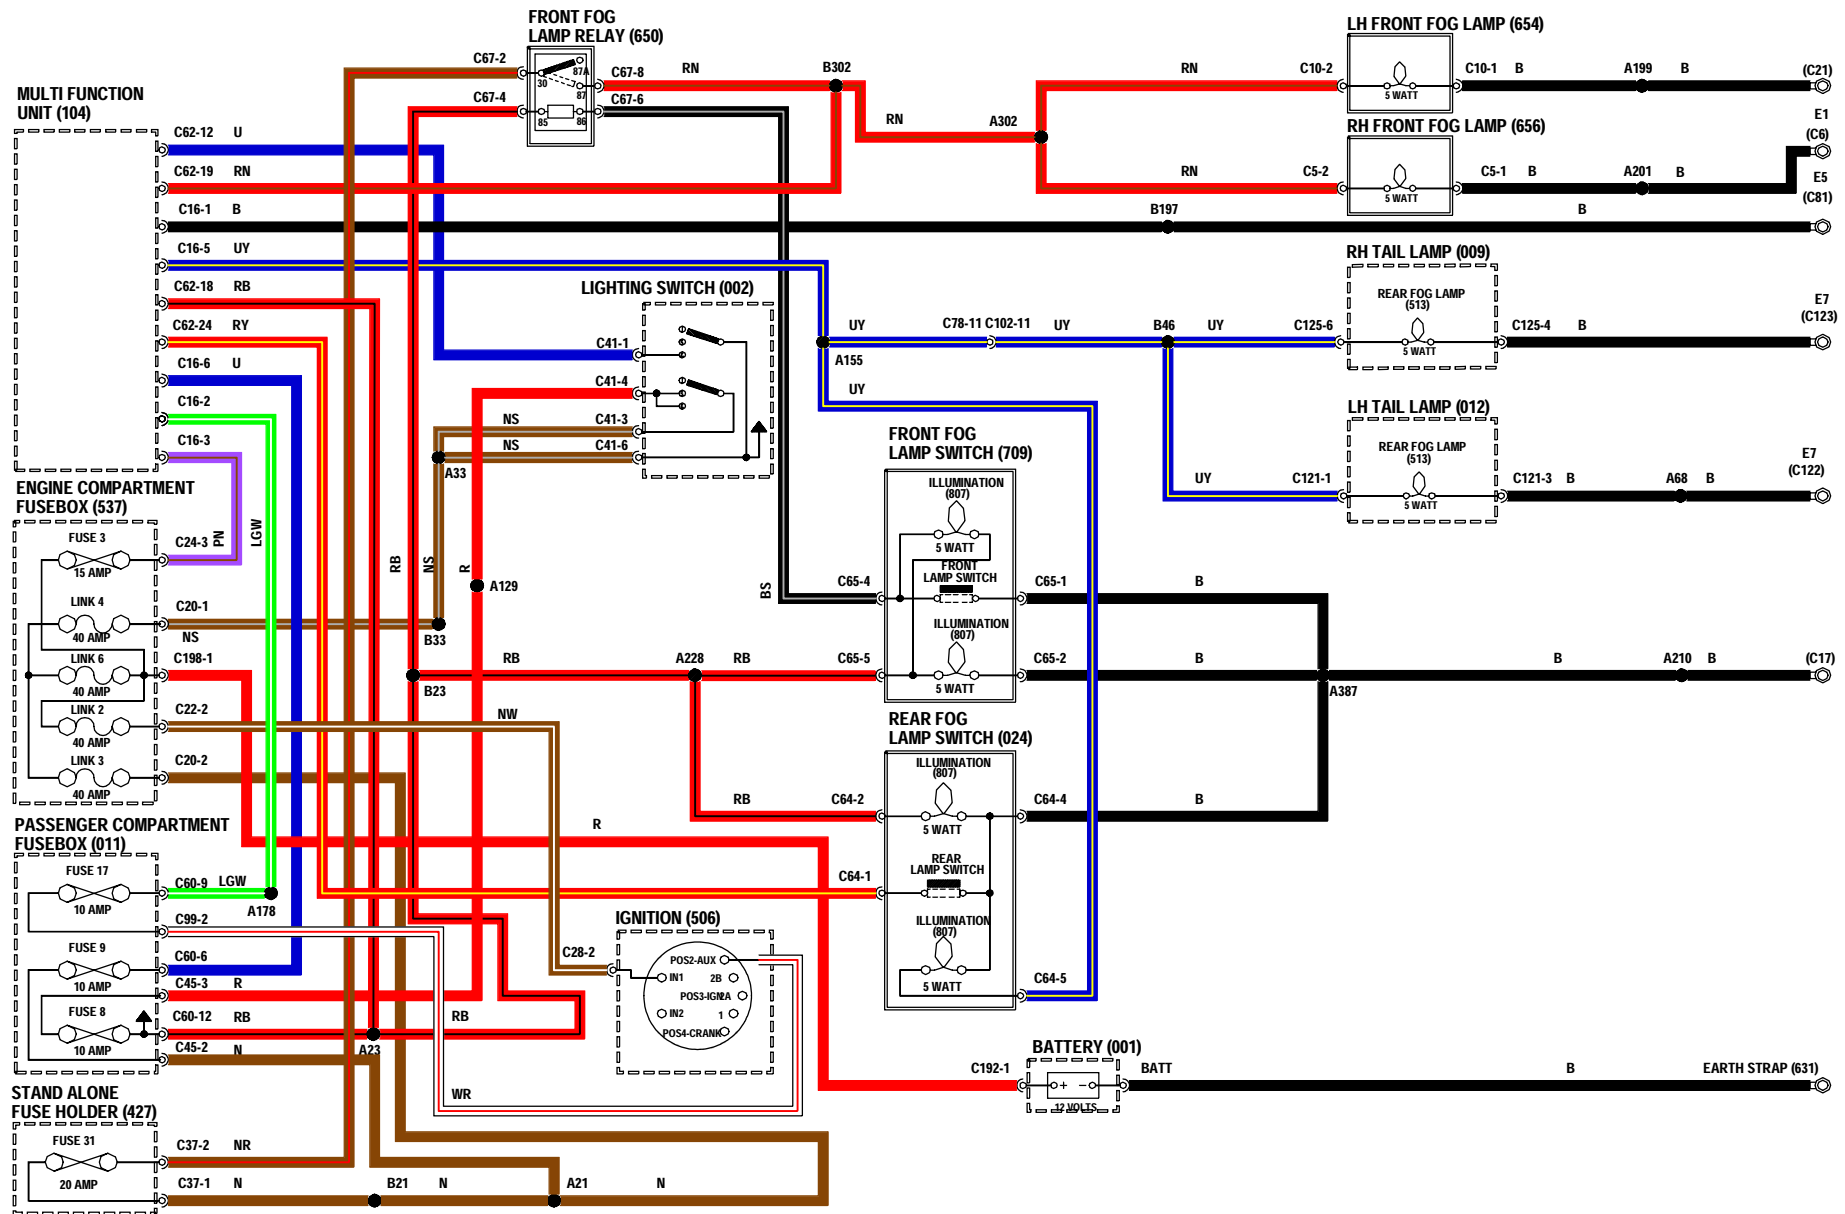 FRONT FOG
LAMP RELAY (650)
C67-2
C67-8
RN
B302
C67-4
C67-6
30
87A
87
85
86
LH FRONT FOG LAMP (654)
RN
C10-2
5 WATT
C10-1
B
A199
B
(C21)
E1
RN
A302
RH FRONT FOG LAMP (656)
RN
C5-2
5 WATT
C5-1
B
A201
B
(C6)
E5
(C81)
B197
B
MULTI FUNCTION
UNIT (104)
C62-12
U
C62-19
RN
C16-1
B
C16-5
UY
C62-18
RB
C62-24
RY
C16-6
U
C16-2
C16-3
PN
LGW
LIGHTING SWITCH (002)
C41-1
C41-4
NS
C41-3
NS
C41-6
A33
RB
NS
R
A129
BS
B33
RH TAIL LAMP (009)
REAR FOG LAMP
(513)
5 WATT
UY
C78-11
C102-11
UY
B46
UY
C125-6
C125-4
B
E7
(C123)
A155
UY
LH TAIL LAMP (012)
REAR FOG LAMP
(513)
5 WATT
UY
C121-1
C121-3
B
A68
B
E7
(C122)
FRONT FOG
LAMP SWITCH (709)
ILLUMINATION
(807)
5 WATT
FRONT
LAMP SWITCH
ILLUMINATION
(807)
5 WATT
C65-4
C65-1
B
RB
A228
RB
C65-5
C65-2
B
B23
A387
B
A210
B
(C17)
ENGINE COMPARTMENT
FUSEBOX (537)
FUSE 3
15 AMP
C24-3
LINK 4
40 AMP
C20-1
NS
LINK 6
40 AMP
C198-1
LINK 2
40 AMP
C22-2
NW
LINK 3
40 AMP
C20-2
REAR FOG
LAMP SWITCH (024)
ILLUMINATION
(807)
5 WATT
REAR
LAMP SWITCH
ILLUMINATION
(807)
5 WATT
RB
C64-2
C64-4
B
C64-1
C64-5
R
PASSENGER COMPARTMENT
FUSEBOX (011)
FUSE 17
10 AMP
C60-9
LGW
A178
C99-2
FUSE 9
10 AMP
C60-6
C45-3
R
FUSE 8
10 AMP
C60-12
RB
RB
A23
C45-2
N
WR
IGNITION (506)
C28-2
POS2-AUX
IN1
2B
POS3-IGN
2A
IN2
1
POS4-CRANK
BATTERY (001)
C192-1
+
-
12 VOLTS
BATT
B
EARTH STRAP (631)
STAND ALONE
FUSE HOLDER (427)
FUSE 31
20 AMP
C37-2
NR
C37-1
N
B21
N
A21
N